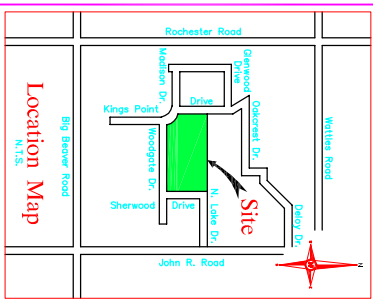 Rochester Road
Madison Dr.
Glenwood
Drive
Kings Point
Drive
Oakcrest Dr.
Wattles Road
Location Map
N.T.S.
Big Beaver
Road
Woodgate Dr.
Sherwood
Drive
N. Lake Dr.
Site
Deloy Dr.
John R. Road
N